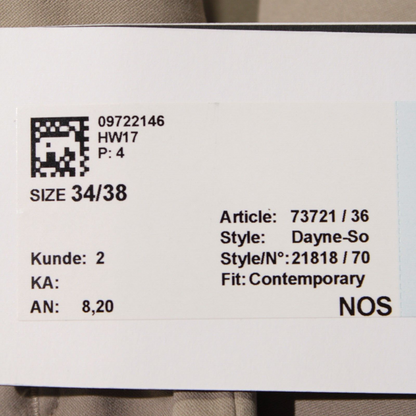 09722146
HW17
P: 4
SIZE 34/38
Article: 73721 / 36
Style: Dayne-So
Kunde: 2
Style/N°: 21818 / 70
KA:
Fit: Contemporary
AN: 8,20
NOS